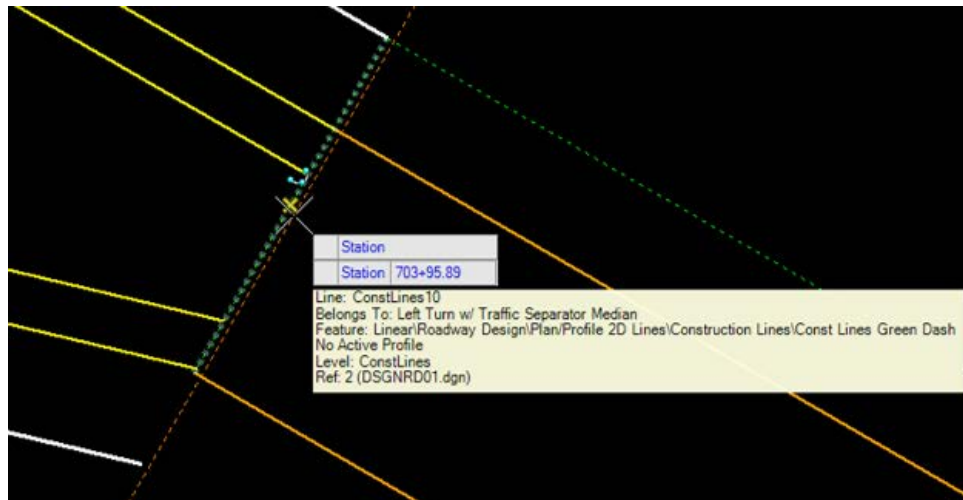 Station
Station 703+95.89
Line: ConstLines10
Belongs To: Left Turn w/ Traffic Separator Median
Feature: Linear\Roadway Design\Plan/Profile 2D Lines\Construction Lines\Const Lines Green Dash
No Active Profile
Level: ConstLines
Ref: 2 (DSGNRD01.dgn)